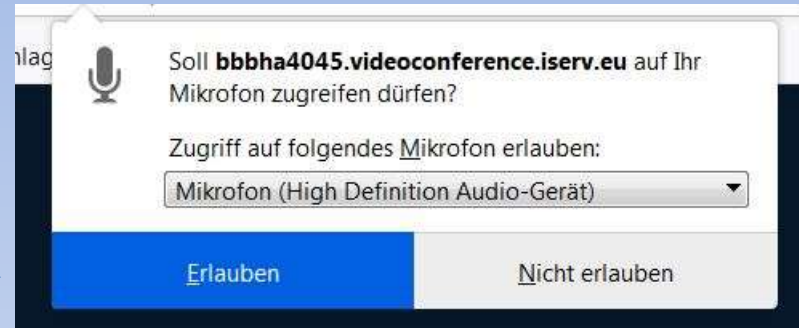 nlag
Soll bbbha4045.videoconference.iserv.eu auf Ihr
Mikrofon zugreifen dürfen?
Zugriff auf folgendes Mikrofon erlauben:
Mikrofon (High Definition Audio-Gerät)
Erlauben
Nicht erlauben